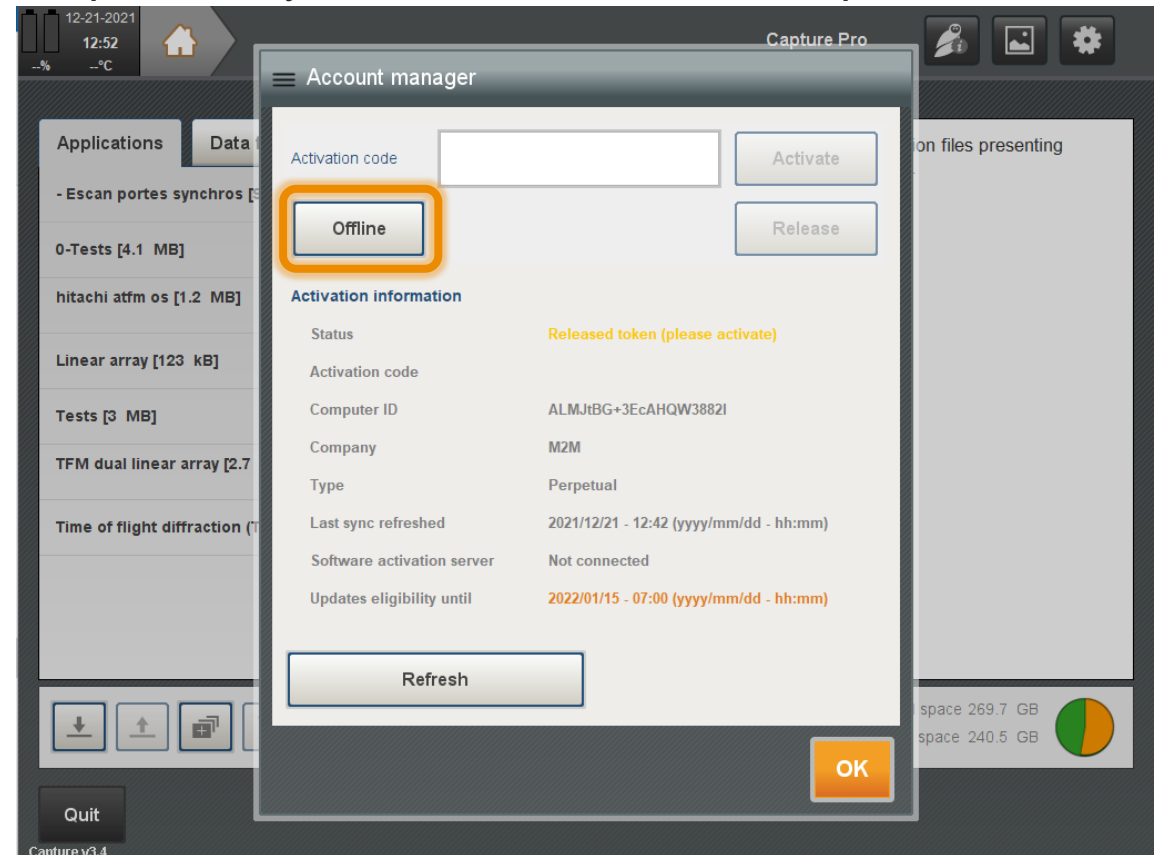 12-21-2021
12:52
--% --°C
Capture Pro
Account manager
Applications Data
- Escan portes synchros [S
0-Tests [4.1 MB]
hitachi atfm os [1.2 MB]
Linear array [123 kB]
Tests [3 MB]
TFM dual linear array [2.7
Time of flight diffraction (T
ion files presenting
Activation code
Activate
Offline
Release
Activation information
Status Released token (please activate)
Activation code
Computer ID ALMJtBG+3EcAHQW3882I
Company M2M
Type Perpetual
Last sync refreshed 2021/12/21 - 12:42 (yyyy/mm/dd - hh:mm)
Software activation server Not connected
Updates eligibility until 2022/01/15 - 07:00 (yyyy/mm/dd - hh:mm)
Refresh
space 269.7 GB
space 240.5 GB
OK
Quit
Capture v3.4